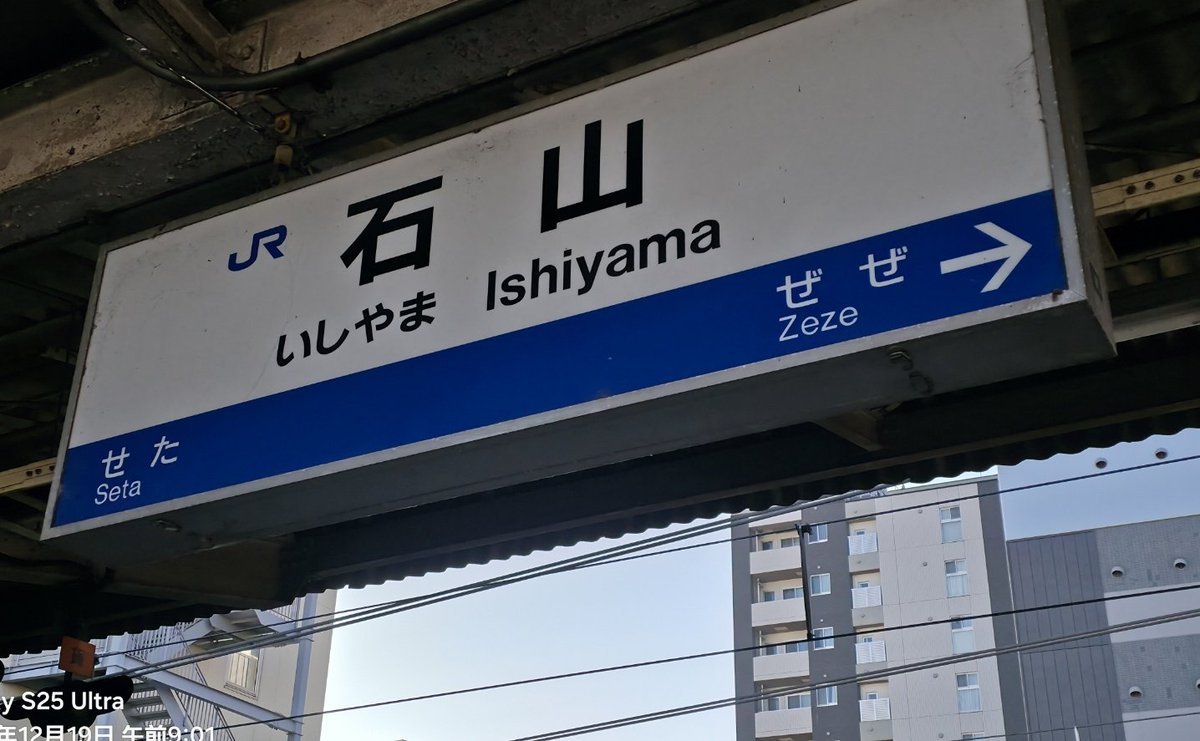 JR 石山
いしやま Ishiyama
ぜぜ
Zeze
せた
Seta
y S25 Ultra
年12月19日 午前9:01